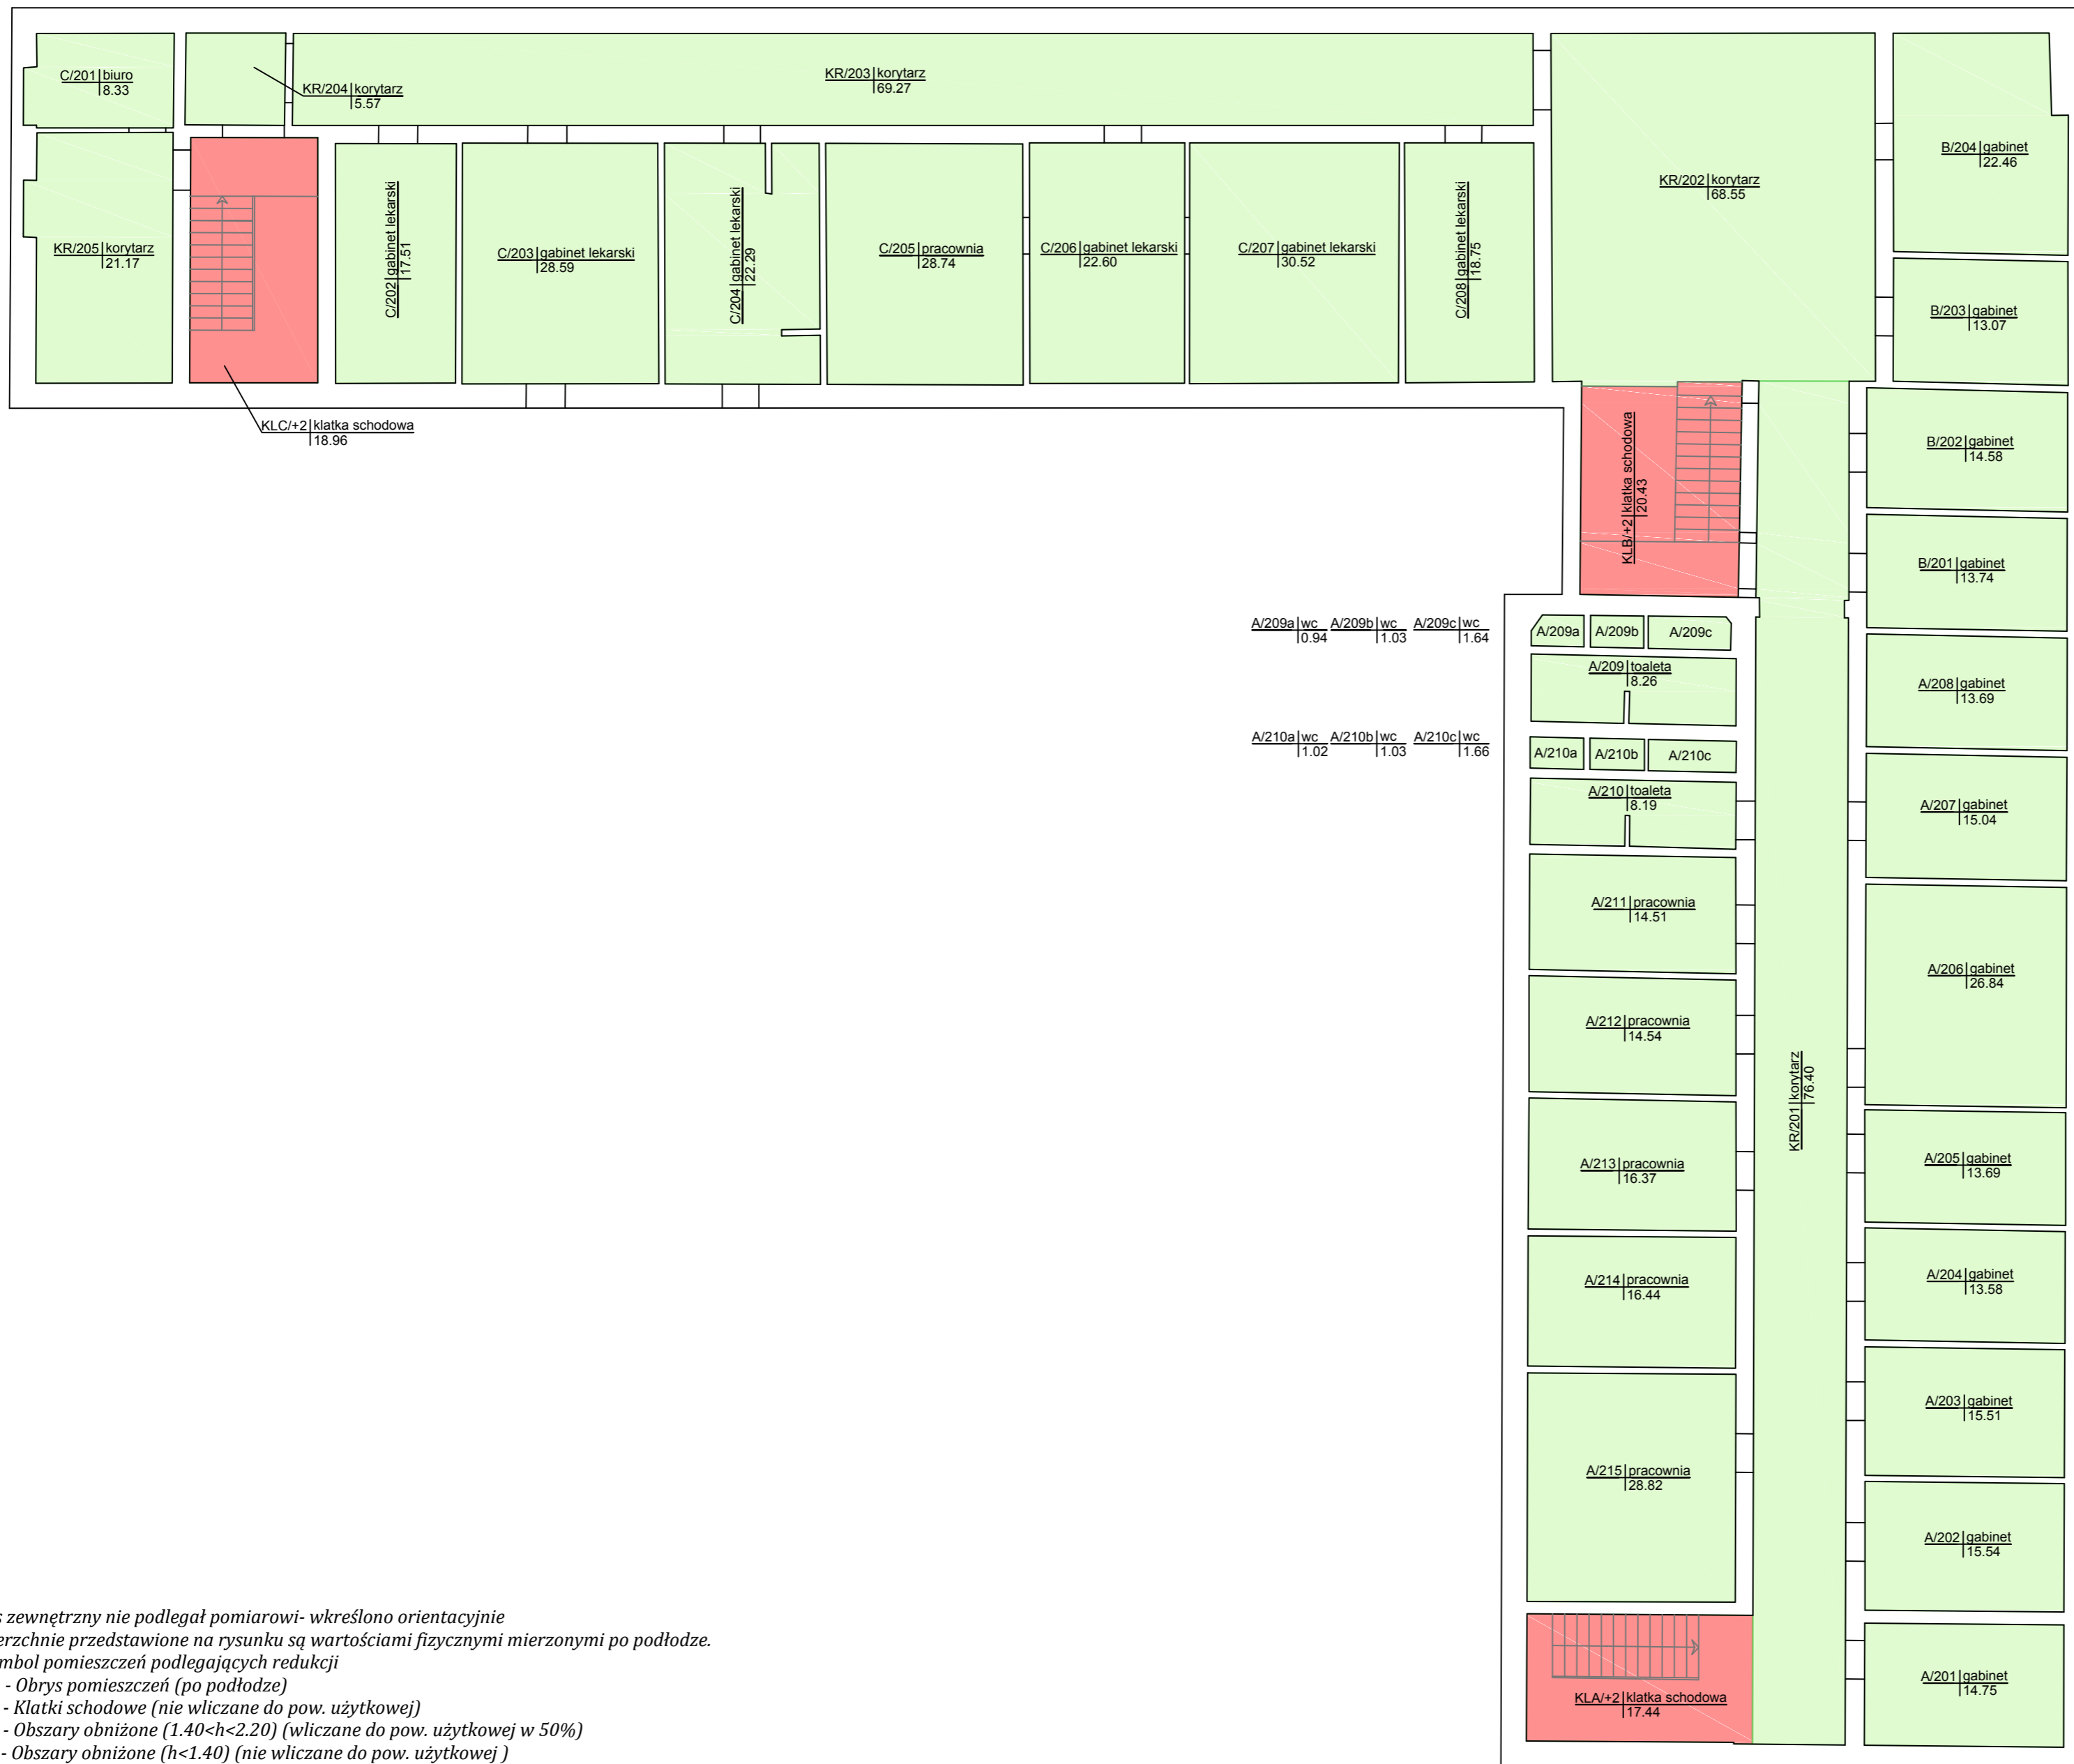 C/201 biuro
8.33
KR/204 korytarz
5.57
KR/203 korytarz
69.27
KR/202 korytarz
68.55
B/204 gabinet
22.46
KR/205 korytarz
21.17
C/202 gabinet lekarski
17.51
C/203 gabinet lekarski
28.59
C/204 gabinet lekarski
22.29
C/205 pracownia
28.74
C/206 gabinet lekarski
22.60
C/207 gabinet lekarski
30.52
C/208 gabinet lekarski
18.75
B/203 gabinet
13.07
KLC/+2 klatka schodowa
18.96
KLB/+2 klatka schodowa
20.43
B/202 gabinet
14.58
B/201 gabinet
13.74
A/209a wc A/209b wc A/209c wc
0.94 1.03 1.64
A/209a A/209b A/209c
A/209 toaleta
8.26
A/208 gabinet
13.69
A/210a wc A/210b wc A/210c wc
1.02 1.03 1.66
A/210a A/210b A/210c
A/210 toaleta
8.19
A/207 gabinet
15.04
A/211 pracownia
14.51
A/206 gabinet
26.84
A/212 pracownia
14.54
KR/201 korytarz
76.40
A/213 pracownia
16.37
A/205 gabinet
13.69
A/214 pracownia
16.44
A/204 gabinet
13.58
A/203 gabinet
15.51
A/215 pracownia
28.82
A/202 gabinet
15.54
KLA/+2 klatka schodowa
17.44
A/201 gabinet
14.75
s zewnętrzny nie podlegał pomiarowi- wkreślono orientacyjnie
erzchnie przedstawione na rysunku są wartościami fizycznymi mierzonymi po podłodze.
mbol pomieszczeń podlegających redukcji
- Obrys pomieszczeń (po podłodze)
- Klatki schodowe (nie wliczane do pow. użytkowej)
- Obszary obniżone (1.40<h<2.20) (wliczane do pow. użytkowej w 50%)
- Obszary obniżone (h<1.40) (nie wliczane do pow. użytkowej )